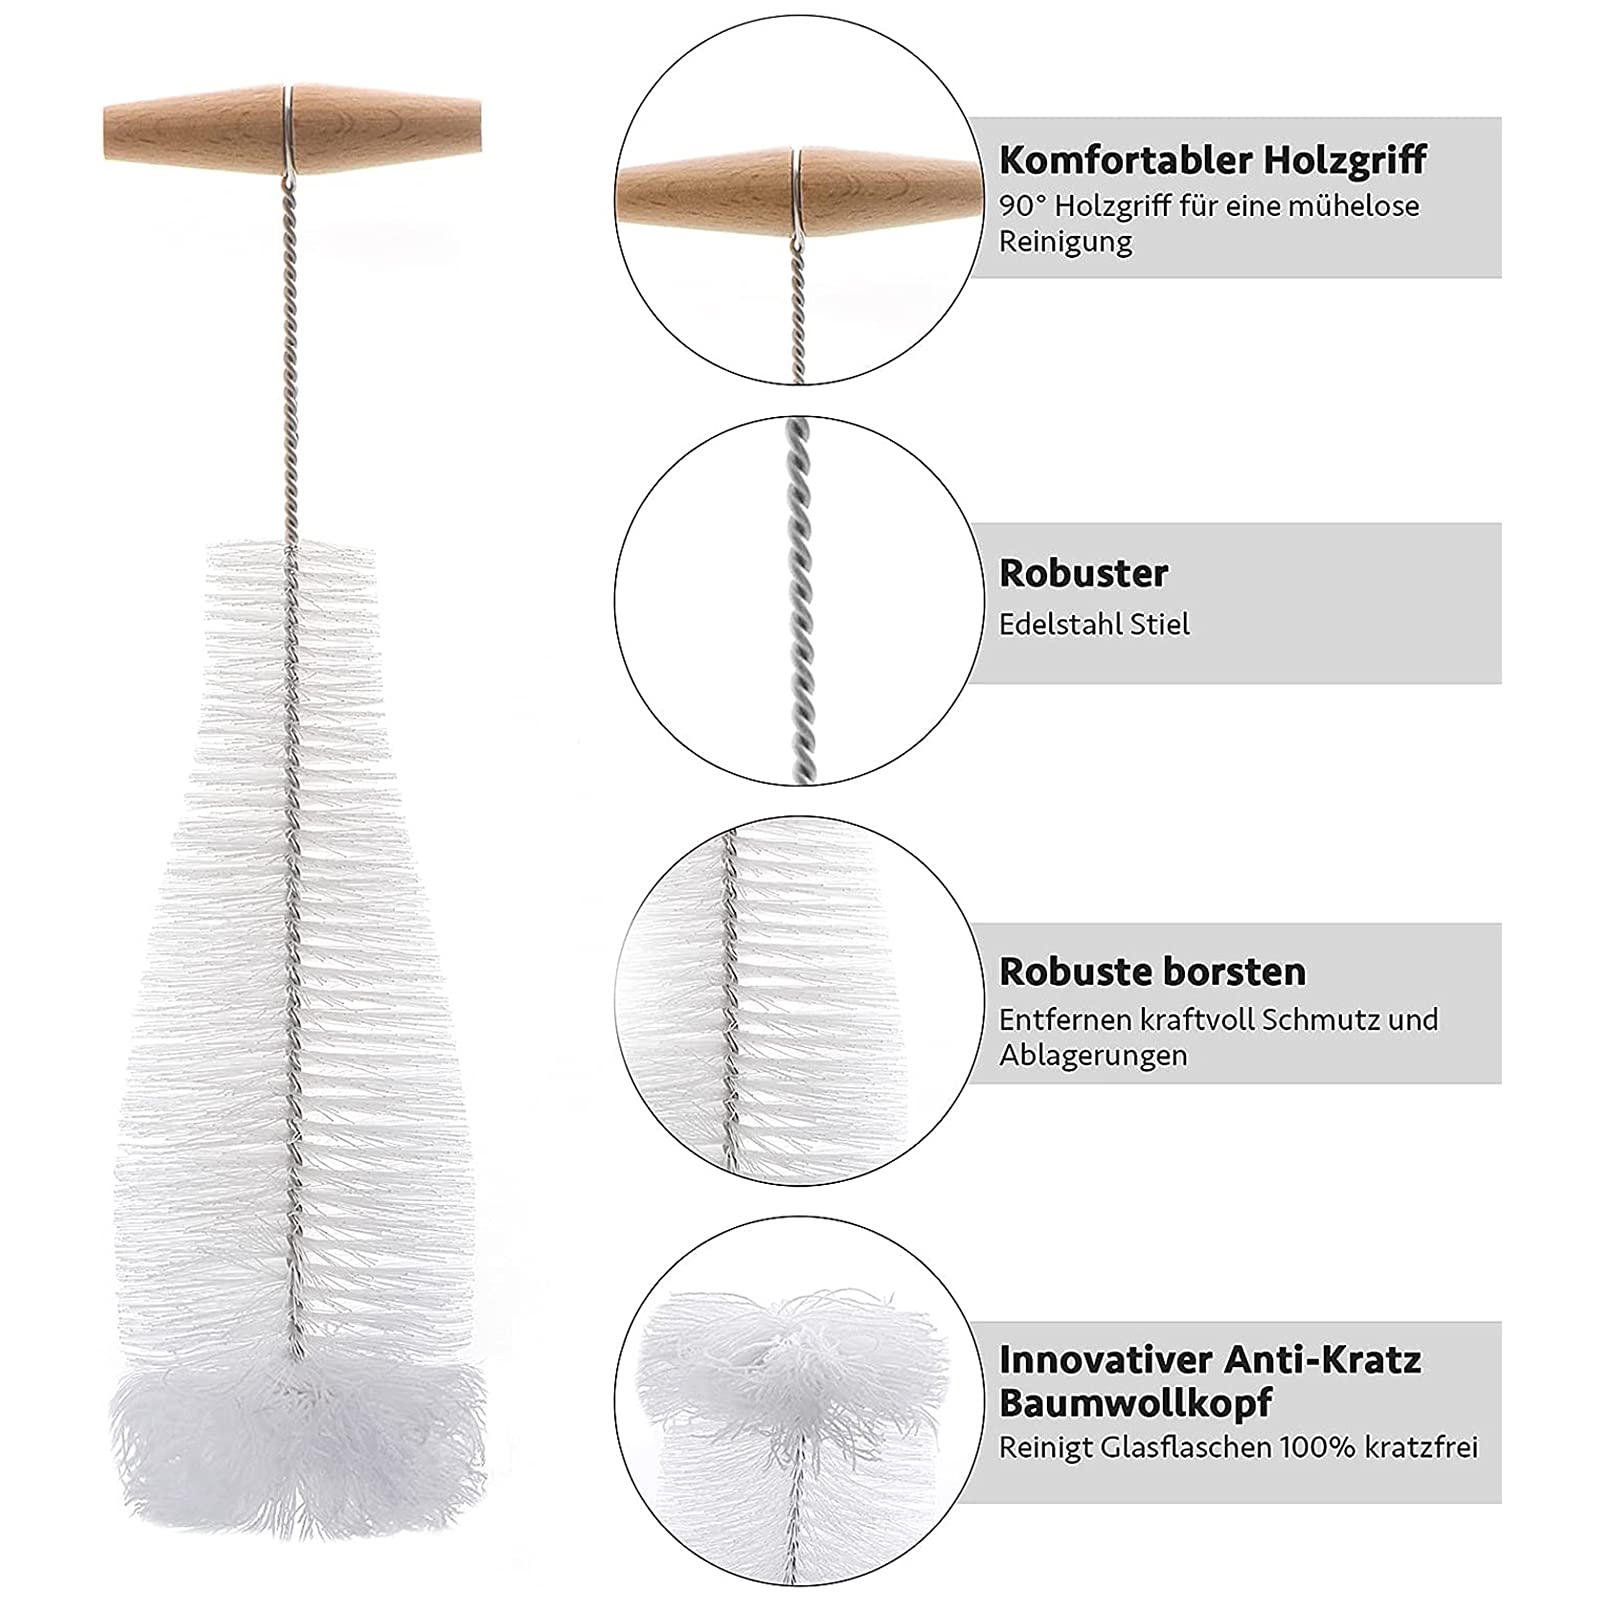 Komfortabler Holzgriff
90° Holzgriff für eine mühelose
Reinigung
Robuster
Edelstahl Stiel
Robuste borsten
Entfernen kraftvoll Schmutz und
Ablagerungen
Innovativer Anti-Kratz
Baumwollkopf
Reinigt Glasflaschen 100% kratzfrei